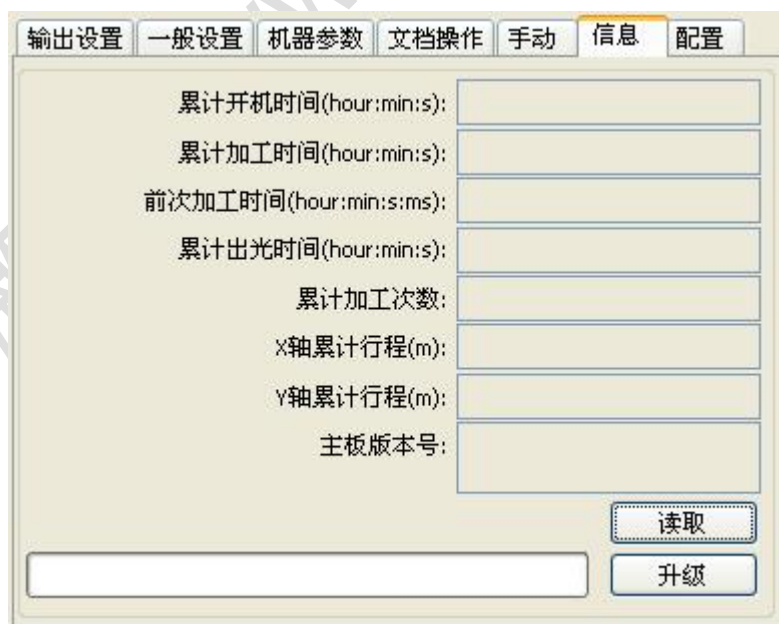 输出设置 一般设置 机器参数 文档操作 手动 信息 配置
累计开机时间(hour:min:s):
累计加工时间(hour:min:s):
前次加工时间(hour:min:s:ms):
累计出光时间(hour:min:s):
累计加工次数:
X轴累计行程(m):
Y轴累计行程(m):
主板版本号:
读取
升级